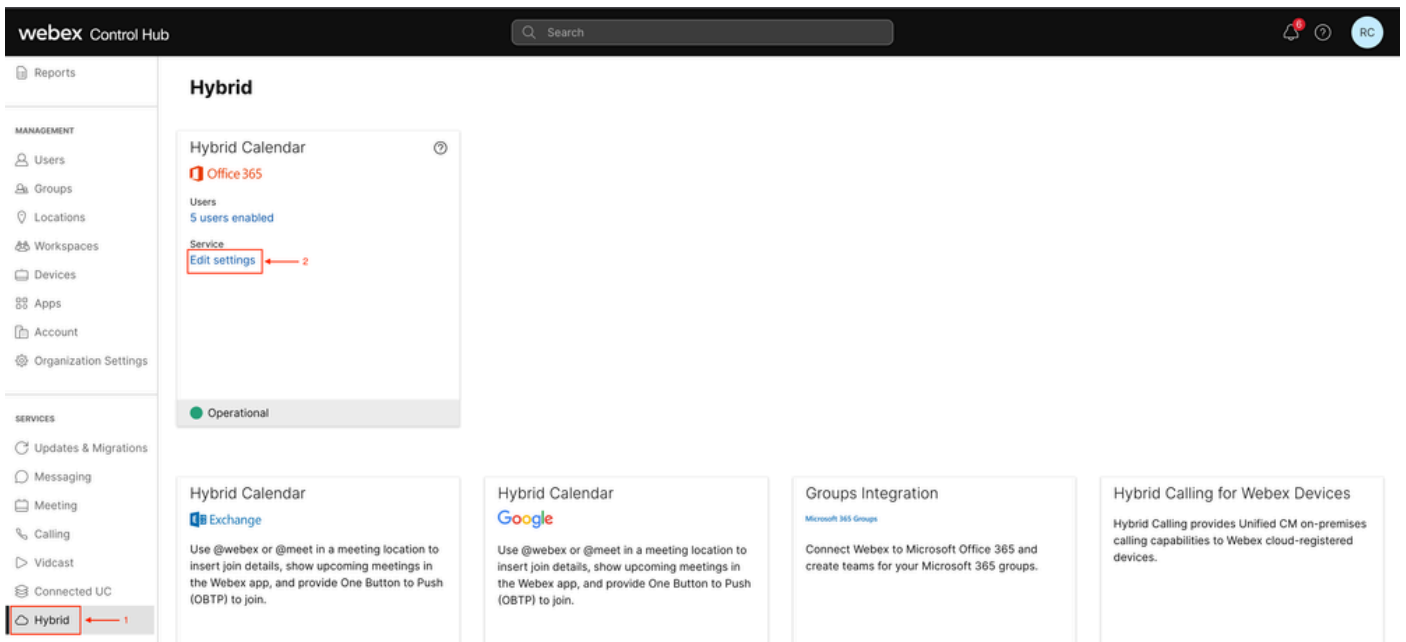 webex Control Hub
Search
6
RC
Reports
MANAGEMENT
Users
Groups
Locations
Workspaces
Devices
Apps
Account
Organization Settings
SERVICES
Updates & Migrations
Messaging
Meeting
Calling
Vidcast
Connected UC
Hybrid
1
Hybrid
Hybrid Calendar
Office 365
Users
5 users enabled
Service
Edit settings
2
Operational
Hybrid Calendar
Exchange
Use @webex or @meet in a meeting location to
insert join details, show upcoming meetings in
the Webex app, and provide One Button to Push
(OBTP) to join.
Hybrid Calendar
Google
Use @webex or @meet in a meeting location to
insert join details, show upcoming meetings in
the Webex app, and provide One Button to Push
(OBTP) to join.
Groups Integration
Microsoft 365 Groups
Connect Webex to Microsoft Office 365 and
create teams for your Microsoft 365 groups.
Hybrid Calling for Webex Devices
Hybrid Calling provides Unified CM on-premises
calling capabilities to Webex cloud-registered
devices.